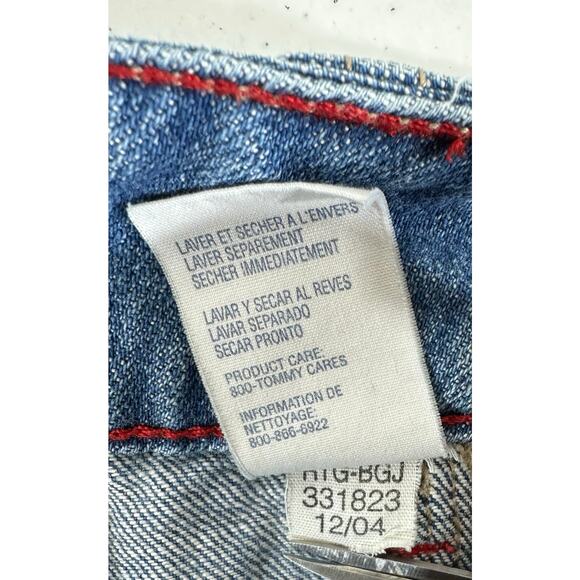 LAVER ET SECHER A L'ENVERS
LAVER SEPAREMENT
SECHER IMMEDIATEMENT
LAVAR Y SECAR AL REVES
LAVAR SEPARADO
SECAR PRONTO
PRODUCT CARE:
800-TOMMY CARES
INFORMATION DE
NETTOYAGE:
800-866-6922
RTG-BGJ
331823
12/04